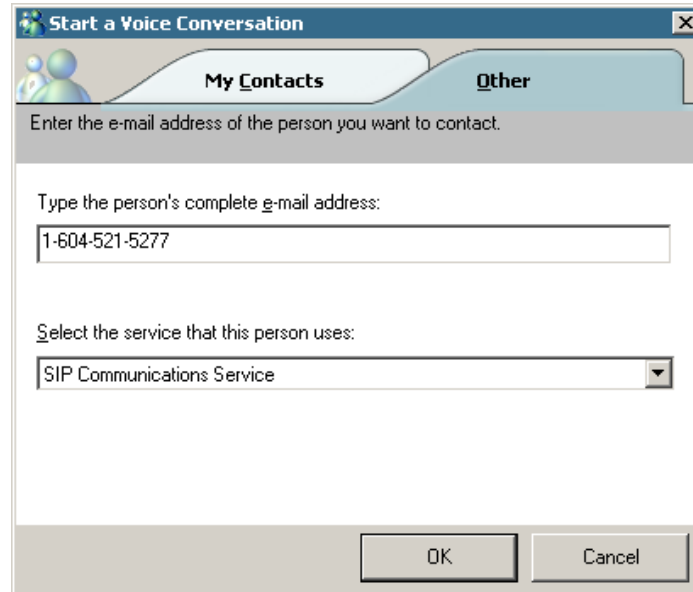 Start a Voice Conversation
My Contacts
Other
Enter the e-mail address of the person you want to contact.
Type the person's complete e-mail address:
1-604-521-5277
Select the service that this person uses:
SIP Communications Service
OK Cancel